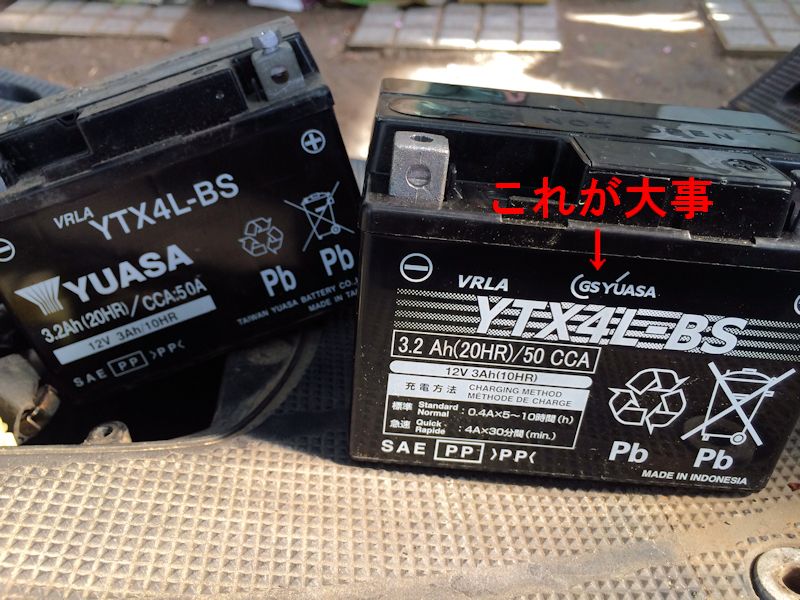 VRLA
YTX4L-BS
YUASA
3.2Ah(20HR)/CCA:50A
12V 3Ah/10HR
SAE PP >PP<
Pb
Pb
TAIWAN YUASA BATTERY CO.,
MADE IN TA
これが大事
↓
VRLA
GS YUASA
YTX4L-BS
3.2 Ah(20HR)/50 CCA
12V 3Ah(10HR)
充電方法 CHARGING METHOD
METHODE DE CHARGE
標準 Standard Normal : 0.4A×5～10時間(h)
急速 Quick Rapide : 4A×30分間(min.)
SAE PP >PP<
Pb
Pb
MADE IN INDONESIA